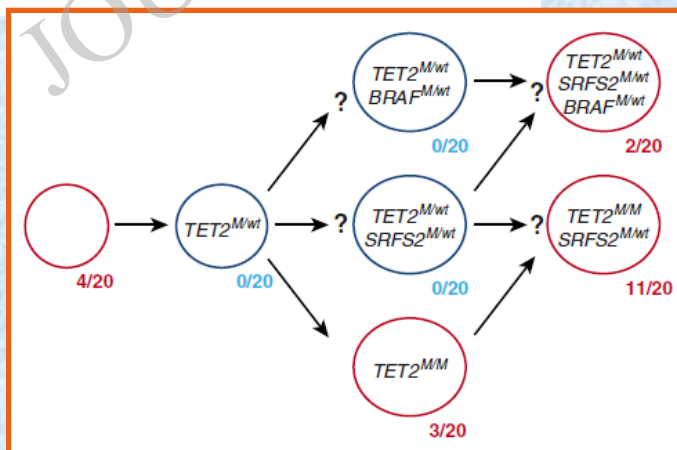 JOU
TET2M/wt
BRAFM/wt
?
0/20
TET2M/wt
SRFS2M/wt
BRAFM/wt
?
2/20
4/20
TET2M/wt
0/20
?
TET2M/wt
SRFS2M/wt
0/20
?
TET2M/M
SRFS2M/wt
11/20
TET2M/M
3/20